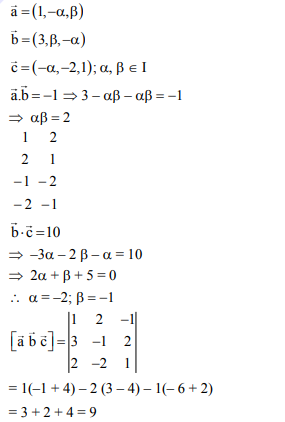 a⃗ = (1,−α,β)
b⃗ = (3,β,−α)
c⃗ = (−α,−2,1); α, β ∈ I
a⃗.b⃗ = −1 ⇒ 3 − αβ − αβ = −1
⇒ αβ = 2
1 2
2 1
−1 −2
−2 −1
b⃗·c⃗ = 10
⇒ −3α − 2β − α = 10
⇒ 2α + β + 5 = 0
∴ α = −2; β = −1
[a⃗ b⃗ c⃗] = |1 2 −1|
|3 −1 2|
|2 −2 1|
= 1(−1 + 4) − 2(3 − 4) − 1(−6 + 2)
= 3 + 2 + 4 = 9